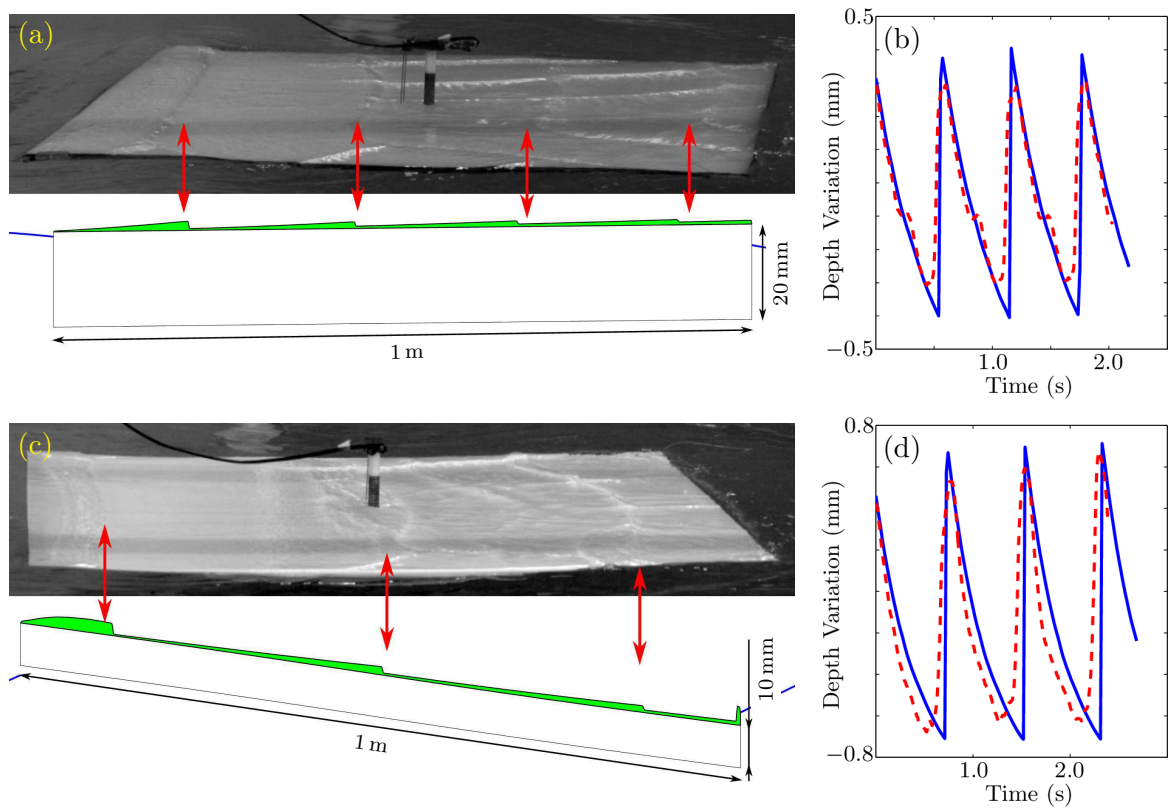 (a)
20 mm
1 m
(b)
0.5
Depth Variation (mm)
−0.5
1.0
2.0
Time (s)
(c)
10 mm
1 m
(d)
0.8
Depth Variation (mm)
−0.8
1.0
2.0
Time (s)